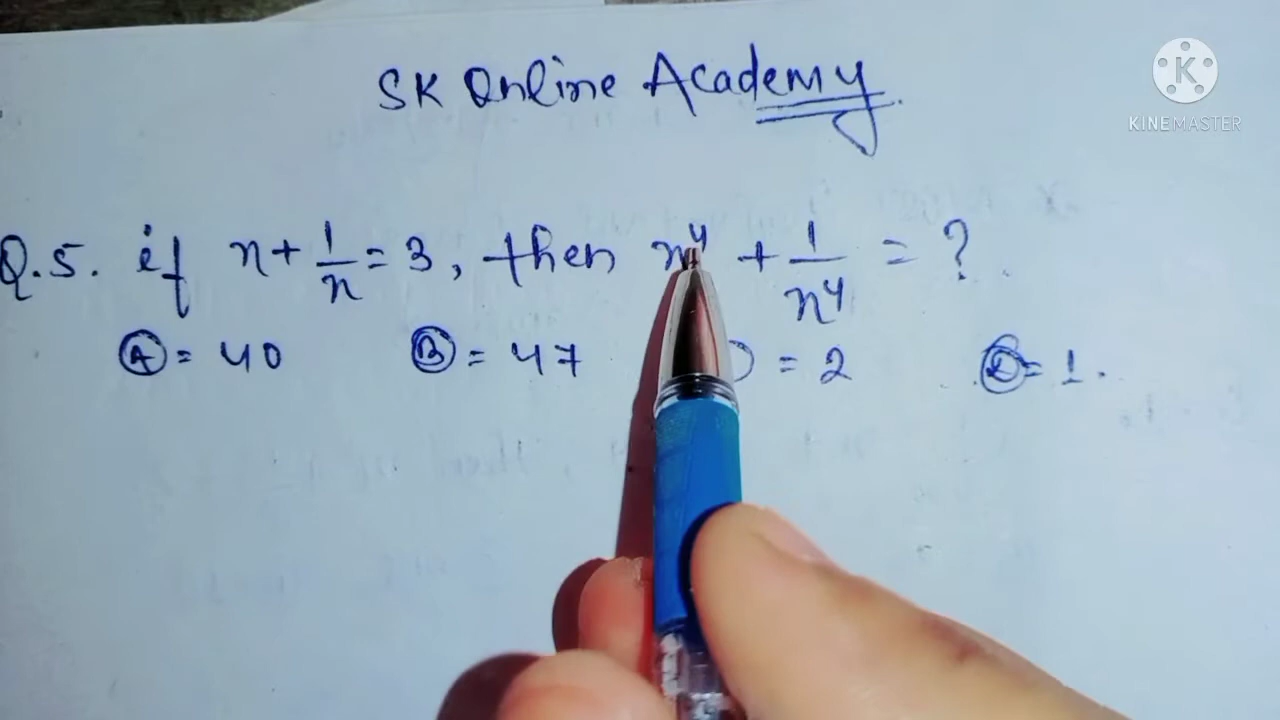 SK Online Academy
KINEMASTER
Q.5. if n + 1/n = 3, then n⁴ + 1/n⁴ = ?
Ⓐ = 40 Ⓑ = 47 = 2 Ⓓ = 1.